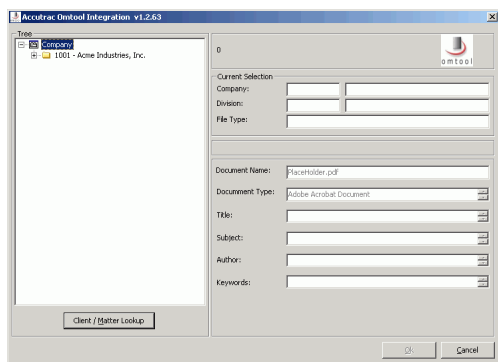 Accutrac Omtool Integration v1.2.63
Tree
Company
1001 - Acme Industries, Inc.
0
omtool
Current Selection
Company:
Division:
File Type:
Document Name: PlaceHolder.pdf
Documment Type: Adobe Acrobat Document
Title:
Subject:
Author:
Keywords:
Client / Matter Lookup
Ok Cancel